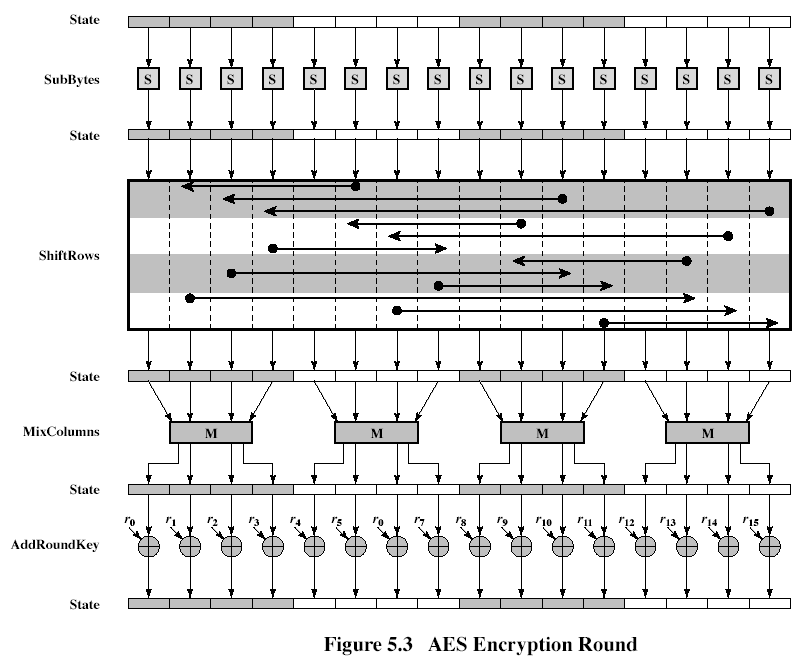 State
SubBytes S S S S S S S S S S S S S S S S
State
ShiftRows
State
MixColumns M M M M
State
r0 r1 r2 r3 r4 r5 r0 r7 r8 r9 r10 r11 r12 r13 r14 r15
AddRoundKey
State
Figure 5.3 AES Encryption Round